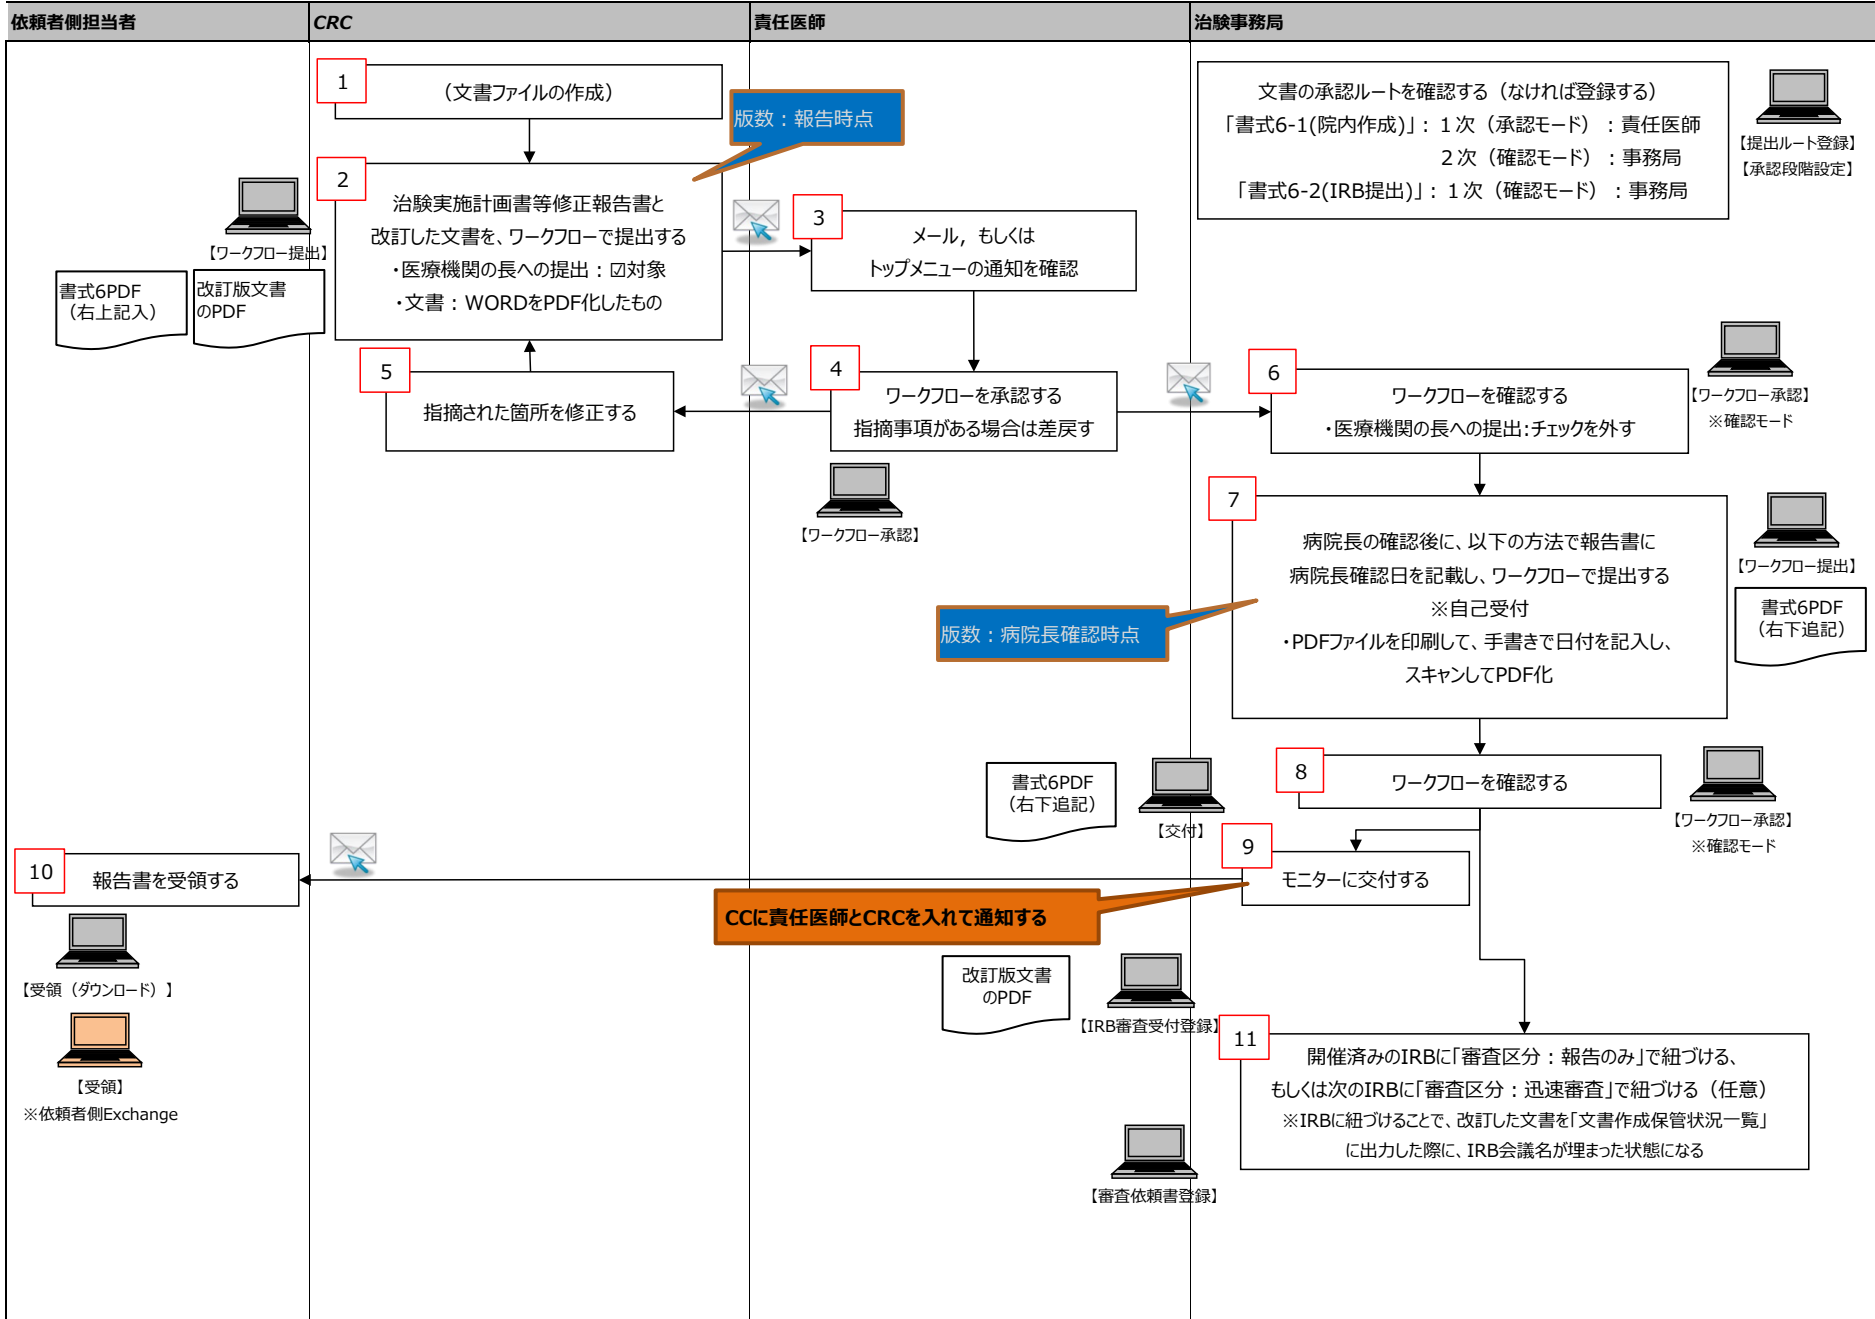 依頼者側担当者
CRC
責任医師
治験事務局
1
（文書ファイルの作成）
版数：報告時点
文書の承認ルートを確認する（なければ登録する）
「書式6-1(院内作成)」：１次（承認モード）：責任医師
２次（確認モード）：事務局
「書式6-2(IRB提出)」：１次（確認モード）：事務局
【提出ルート登録】
【承認段階設定】
2
治験実施計画書等修正報告書と
改訂した文書を、ワークフローで提出する
・医療機関の長への提出：☑対象
・文書：WORDをPDF化したもの
【ワークフロー提出】
書式6PDF
（右上記入）
改訂版文書
のPDF
3
メール，もしくは
トップメニューの通知を確認
4
ワークフローを承認する
指摘事項がある場合は差戻す
【ワークフロー承認】
5
指摘された箇所を修正する
6
ワークフローを確認する
・医療機関の長への提出:チェックを外す
【ワークフロー承認】
※確認モード
7
病院長の確認後に、以下の方法で報告書に
病院長確認日を記載し、ワークフローで提出する
※自己受付
・PDFファイルを印刷して、手書きで日付を記入し、
スキャンしてPDF化
版数：病院長確認時点
【ワークフロー提出】
書式6PDF
（右下追記）
8
ワークフローを確認する
【ワークフロー承認】
※確認モード
書式6PDF
（右下追記）
【交付】
9
モニターに交付する
CCに責任医師とCRCを入れて通知する
10
報告書を受領する
【受領（ダウンロード）】
【受領】
※依頼者側Exchange
改訂版文書
のPDF
【IRB審査受付登録】
11
開催済みのIRBに「審査区分：報告のみ」で紐づける、
もしくは次のIRBに「審査区分：迅速審査」で紐づける（任意）
※IRBに紐づけることで、改訂した文書を「文書作成保管状況一覧」
に出力した際に、IRB会議名が埋まった状態になる
【審査依頼書登録】